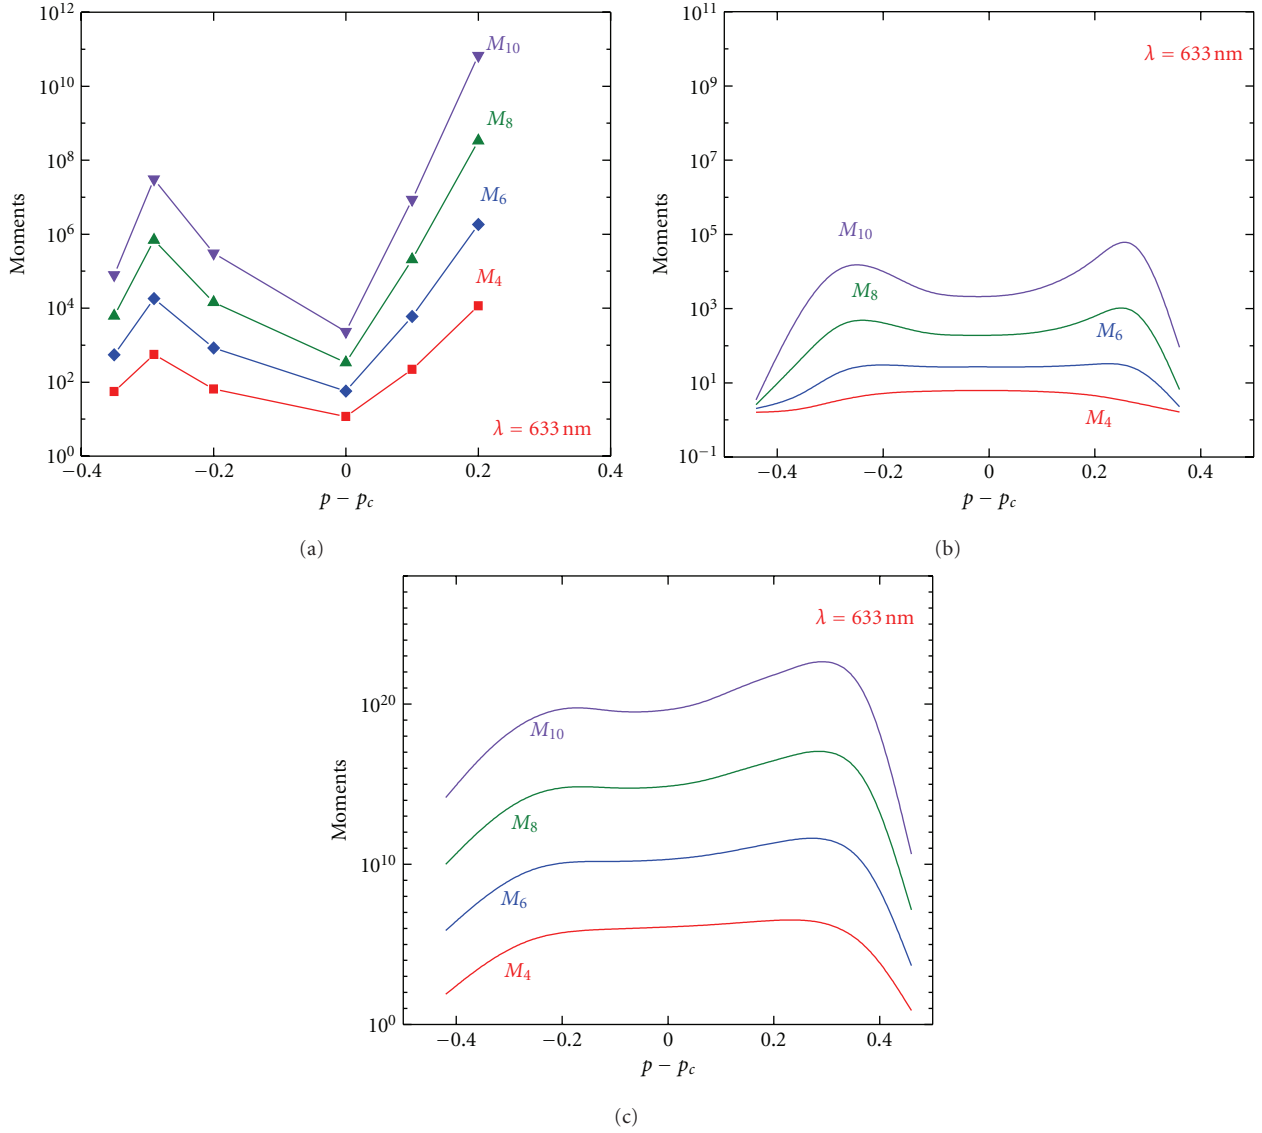 10¹²
10¹⁰
10⁸
10⁶
10⁴
10²
10⁰
Moments
M₁₀
M₈
M₆
M₄
λ = 633 nm
−0.4 −0.2 0 0.2 0.4
p − p_c
(a)
10¹¹
10⁹
10⁷
10⁵
10³
10¹
10⁻¹
Moments
λ = 633 nm
M₁₀
M₈
M₆
M₄
−0.4 −0.2 0 0.2 0.4
p − p_c
(b)
10²⁰
10¹⁰
10⁰
Moments
λ = 633 nm
M₁₀
M₈
M₆
M₄
−0.4 −0.2 0 0.2 0.4
p − p_c
(c)